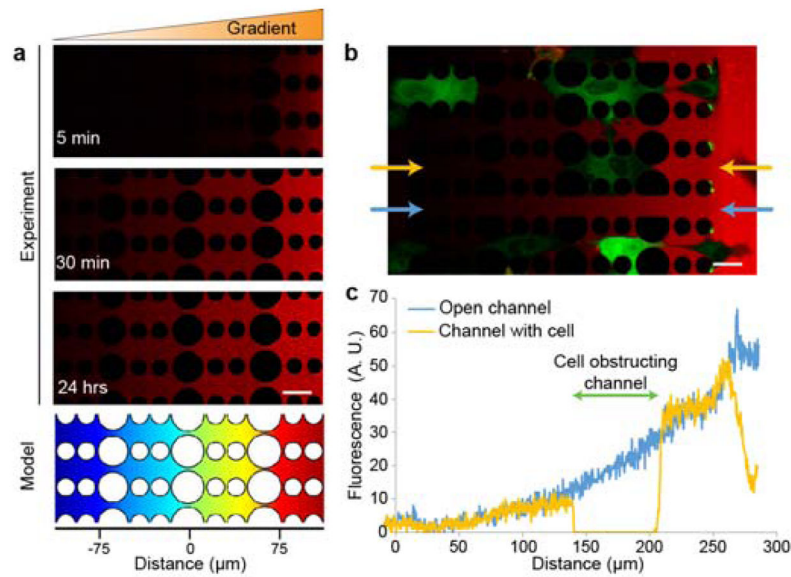 Gradient
a
Experiment
5 min
30 min
24 hrs
Model
-75 0 75
Distance (µm)
b
c
Fluorescence (A. U.)
70
60
50
40
30
20
10
0
Open channel
Channel with cell
Cell obstructing
channel
0 50 100 150 200 250 300
Distance (µm)